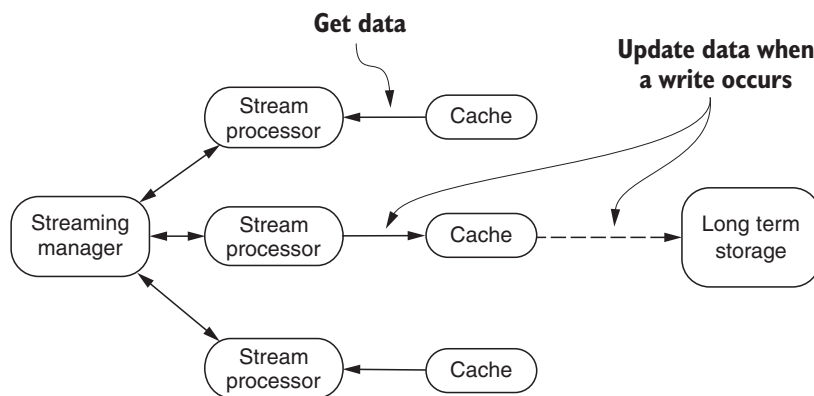 Get data
Update data when
a write occurs
Stream
processor
Cache
Streaming
manager
Stream
processor
Cache
Long term
storage
Stream
processor
Cache